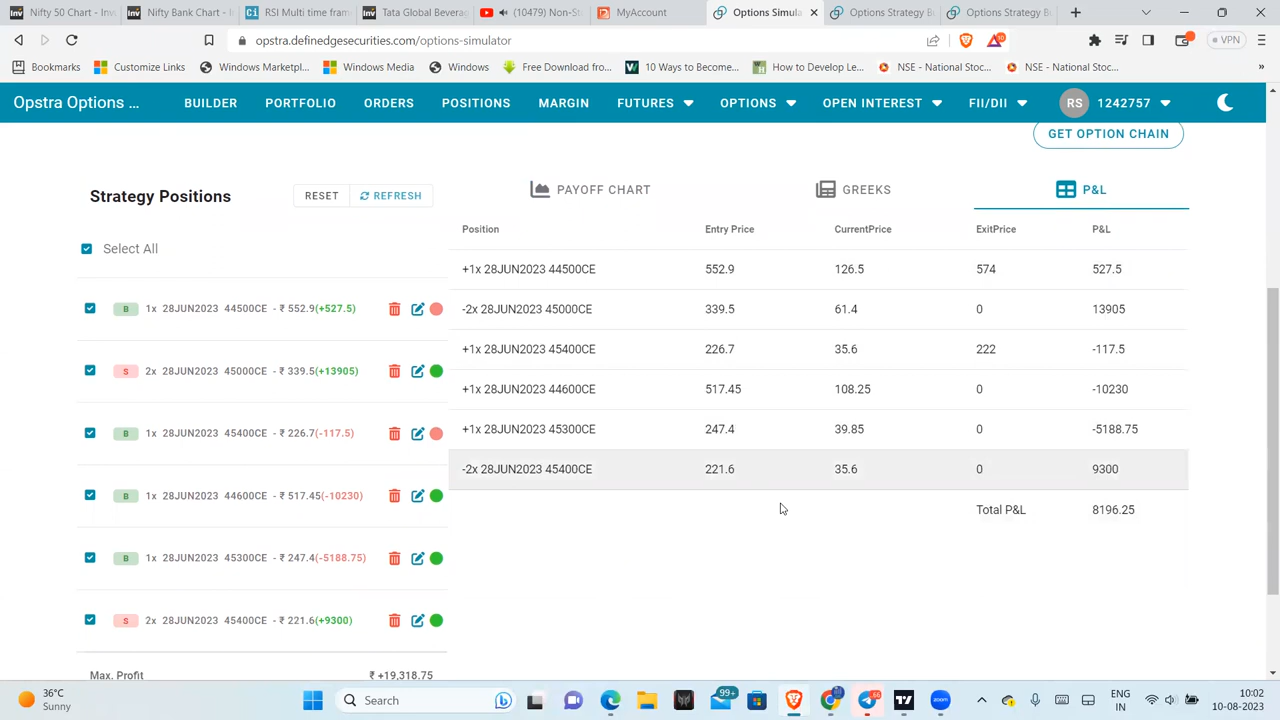 Nifty 50 Chart - Inv
Nifty Bank Chart - I
RSI Multi time fram
Tata Global Beverag
(10479) Non-St
MyAccount
Options Simula
Options Strategy Bu
Options Strategy Bu
opstra.definedgesecurities.com/options-simulator
10
VPN
Bookmarks
Customize Links
Windows Marketpl...
Windows Media
Windows
Free Download fro...
10 Ways to Become...
How to Develop Le...
NSE - National Stoc...
NSE - National Stoc...
»
Opstra Options ...
BUILDER
PORTFOLIO
ORDERS
POSITIONS
MARGIN
FUTURES
OPTIONS
OPEN INTEREST
FII/DII
RS
1242757
GET OPTION CHAIN
Strategy Positions
RESET
REFRESH
PAYOFF CHART
GREEKS
P&L
Select All
Position Entry Price CurrentPrice ExitPrice P&L
+1x 28JUN2023 44500CE 552.9 126.5 574 527.5
-2x 28JUN2023 45000CE 339.5 61.4 0 13905
+1x 28JUN2023 45400CE 226.7 35.6 222 -117.5
+1x 28JUN2023 44600CE 517.45 108.25 0 -10230
+1x 28JUN2023 45300CE 247.4 39.85 0 -5188.75
-2x 28JUN2023 45400CE 221.6 35.6 0 9300
Total P&L 8196.25
B 1x 28JUN2023 44500CE - ₹ 552.9(+527.5)
S 2x 28JUN2023 45000CE - ₹ 339.5(+13905)
B 1x 28JUN2023 45400CE - ₹ 226.7(-117.5)
B 1x 28JUN2023 44600CE - ₹ 517.45(-10230)
B 1x 28JUN2023 45300CE - ₹ 247.4(-5188.75)
S 2x 28JUN2023 45400CE - ₹ 221.6(+9300)
Max. Profit ₹ +19,318.75
36°C
Sunny
Search
99+
ENG
IN
10:02
10-08-2023